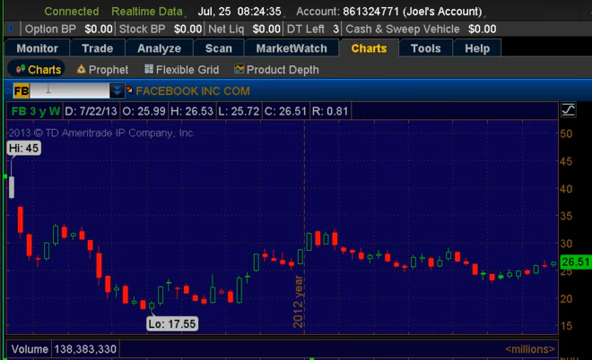 Connected Realtime Data Jul, 25 08:24:35 Account: 861324771 (Joel's Account)
Option BP $0.00 Stock BP $0.00 Net Liq $0.00 DT Left 3 Cash & Sweep Vehicle $0.00
Monitor Trade Analyze Scan MarketWatch Charts Tools Help
Charts Prophet Flexible Grid Product Depth
FB FACEBOOK INC COM
FB 3 y W D: 7/22/13 O: 25.99 H: 26.53 L: 25.72 C: 26.51 R: 0.81
2013 © TD Ameritrade IP Company, Inc
Hi: 45
50
45
40
35
30
26.51
25
20
15
2012 year
Lo: 17.55
Volume 138,383,330 <millions>